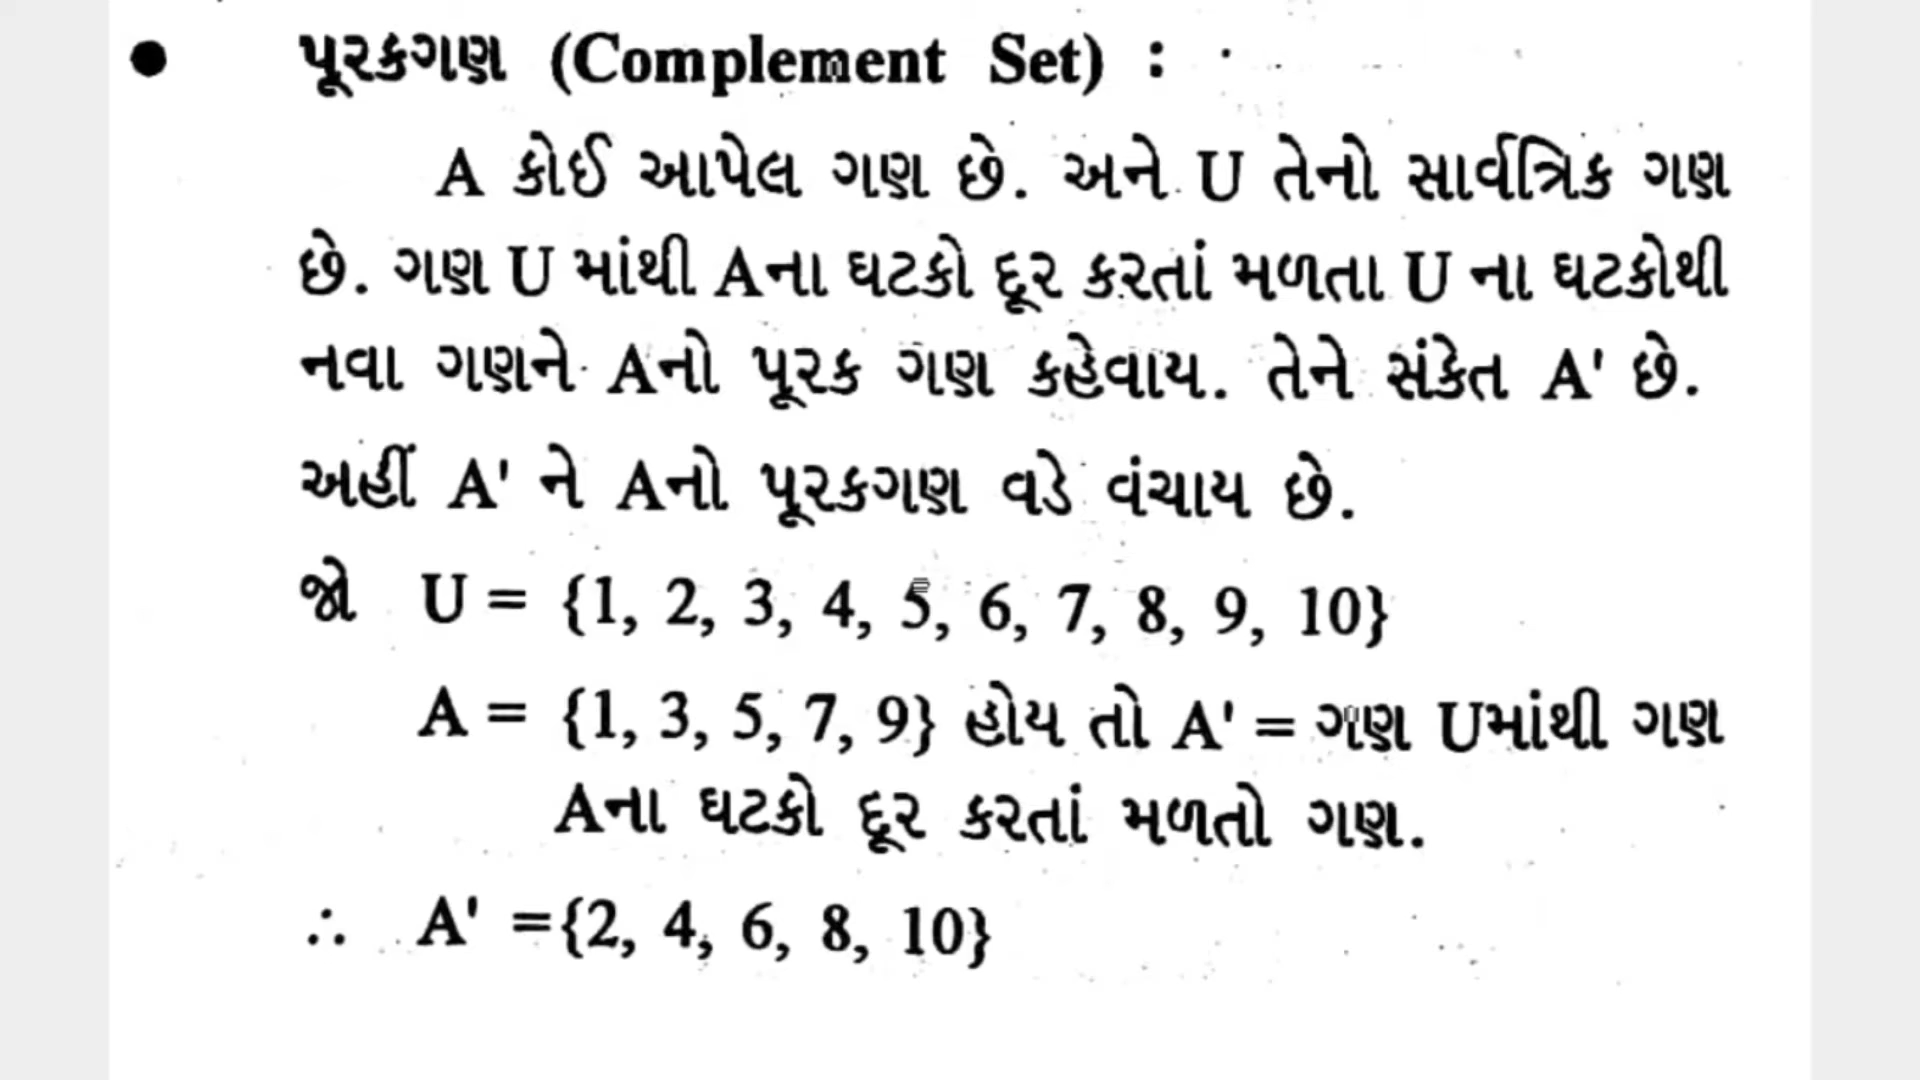 ● પૂરકગણ (Complement Set) :
A કોઈ આપેલ ગણ છે. અને U તેનો સાર્વત્રિક ગણ
છે. ગણ U માંથી Aના ઘટકો દૂર કરતાં મળતા U ના ઘટકોથી
નવા ગણને Aનો પૂરક ગણ કહેવાય. તેને સંકેત A' છે.
અહીં A' ને Aનો પૂરકગણ વડે વંચાય છે.
જો U = {1, 2, 3, 4, 5, 6, 7, 8, 9, 10}
A = {1, 3, 5, 7, 9} હોય તો A' = ગણ Uમાંથી ગણ
Aના ઘટકો દૂર કરતાં મળતો ગણ.
∴ A' ={2, 4, 6, 8, 10}